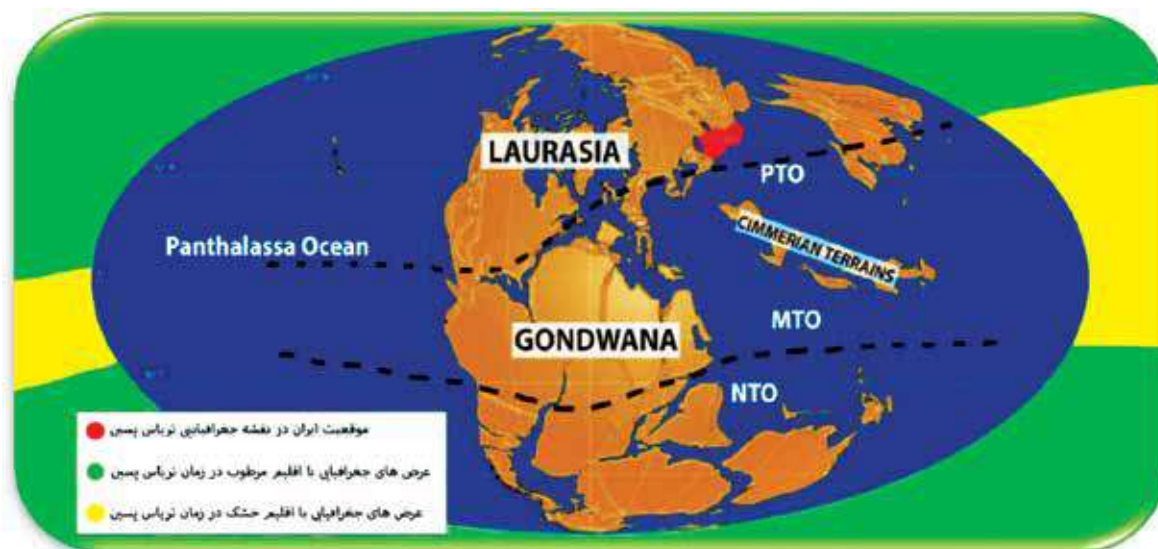 LAURASIA
PTO
CIMMERIAN TERRAINS
Panthalassa Ocean
MTO
GONDWANA
NTO
موقعیت ایران در نقشه جغرافیایی تریاس پسین
عرض های جغرافیایی با اقلیم مرطوب در زمان تریاس پسین
عرض های جغرافیایی با اقلیم خشک در زمان تریاس پسین